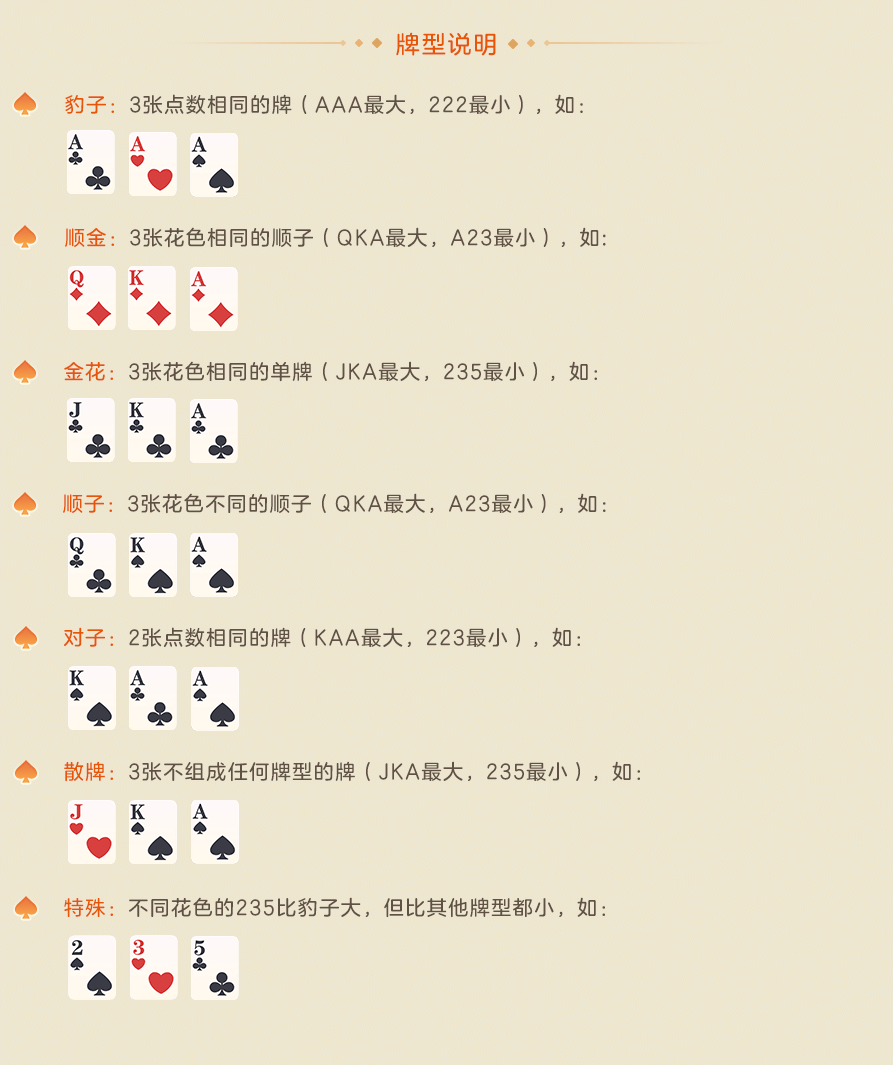 牌型说明
豹子：3张点数相同的牌（AAA最大，222最小），如：
A A A
顺金：3张花色相同的顺子（QKA最大，A23最小），如：
Q K A
金花：3张花色相同的单牌（JKA最大，235最小），如：
J K A
顺子：3张花色不同的顺子（QKA最大，A23最小），如：
Q K A
对子：2张点数相同的牌（KAA最大，223最小），如：
K A A
散牌：3张不组成任何牌型的牌（JKA最大，235最小），如：
J K A
特殊：不同花色的235比豹子大，但比其他牌型都小，如：
2 3 5